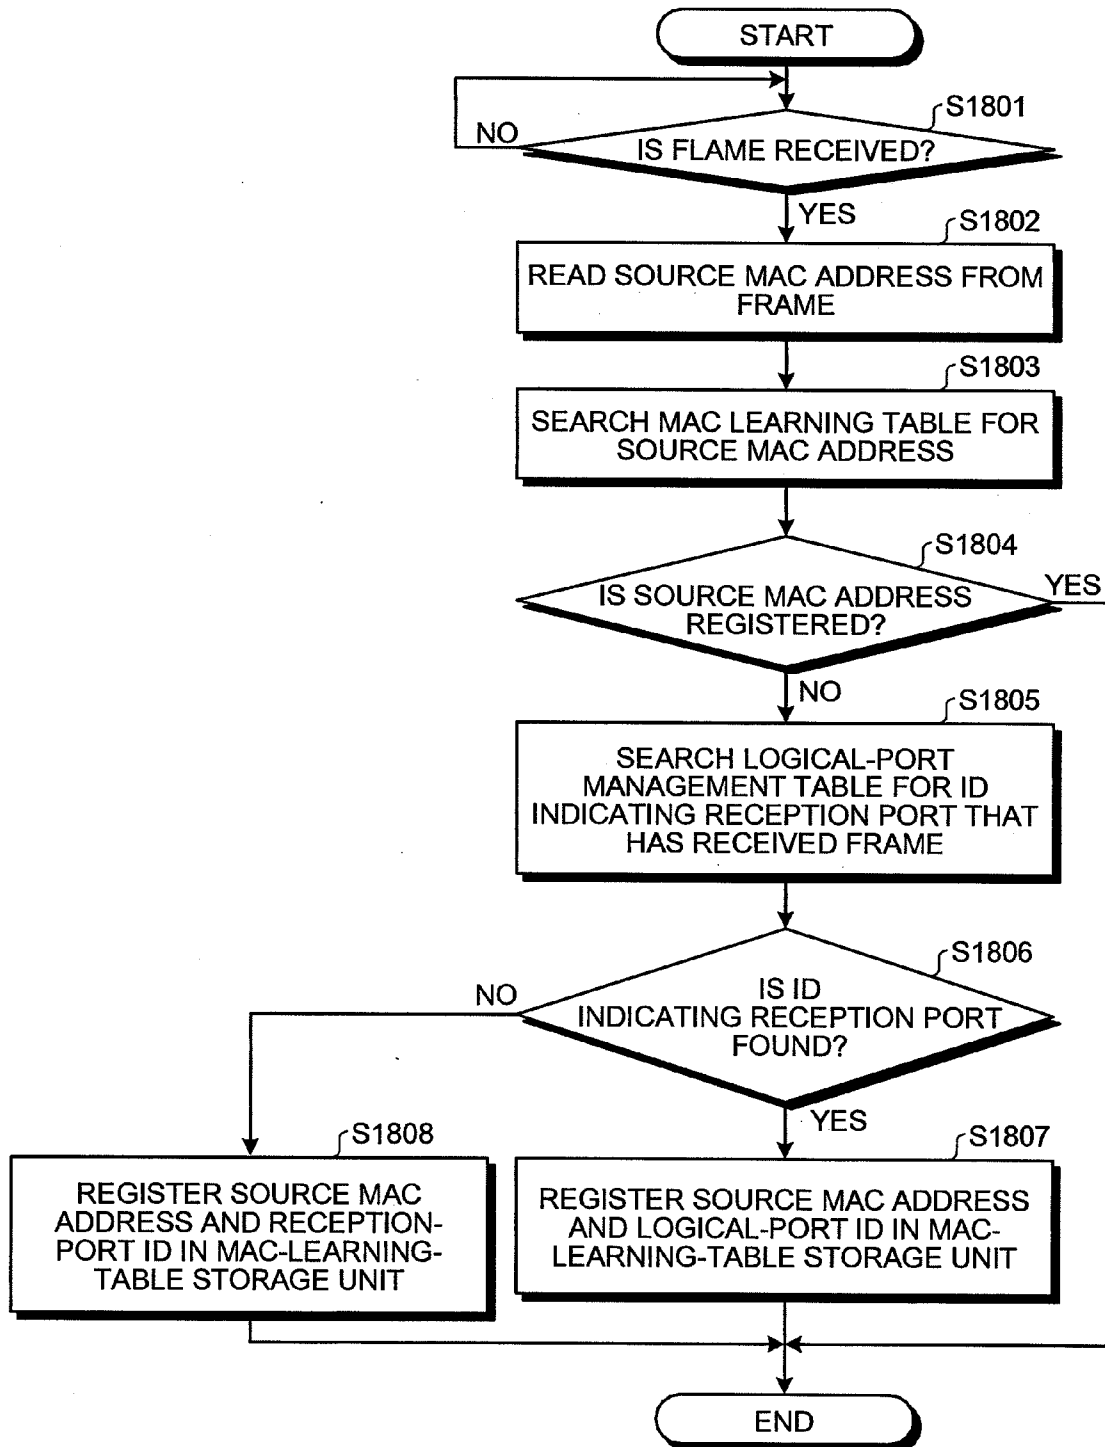 START
S1801
NO
IS FLAME RECEIVED?
YES
S1802
READ SOURCE MAC ADDRESS FROM
FRAME
S1803
SEARCH MAC LEARNING TABLE FOR
SOURCE MAC ADDRESS
S1804
YES
IS SOURCE MAC ADDRESS
REGISTERED?
NO
S1805
SEARCH LOGICAL-PORT
MANAGEMENT TABLE FOR ID
INDICATING RECEPTION PORT THAT
HAS RECEIVED FRAME
S1806
NO
IS ID
INDICATING RECEPTION PORT
FOUND?
YES
S1808
S1807
REGISTER SOURCE MAC
ADDRESS AND RECEPTION-
PORT ID IN MAC-LEARNING-
TABLE STORAGE UNIT
REGISTER SOURCE MAC ADDRESS
AND LOGICAL-PORT ID IN MAC-
LEARNING-TABLE STORAGE UNIT
END